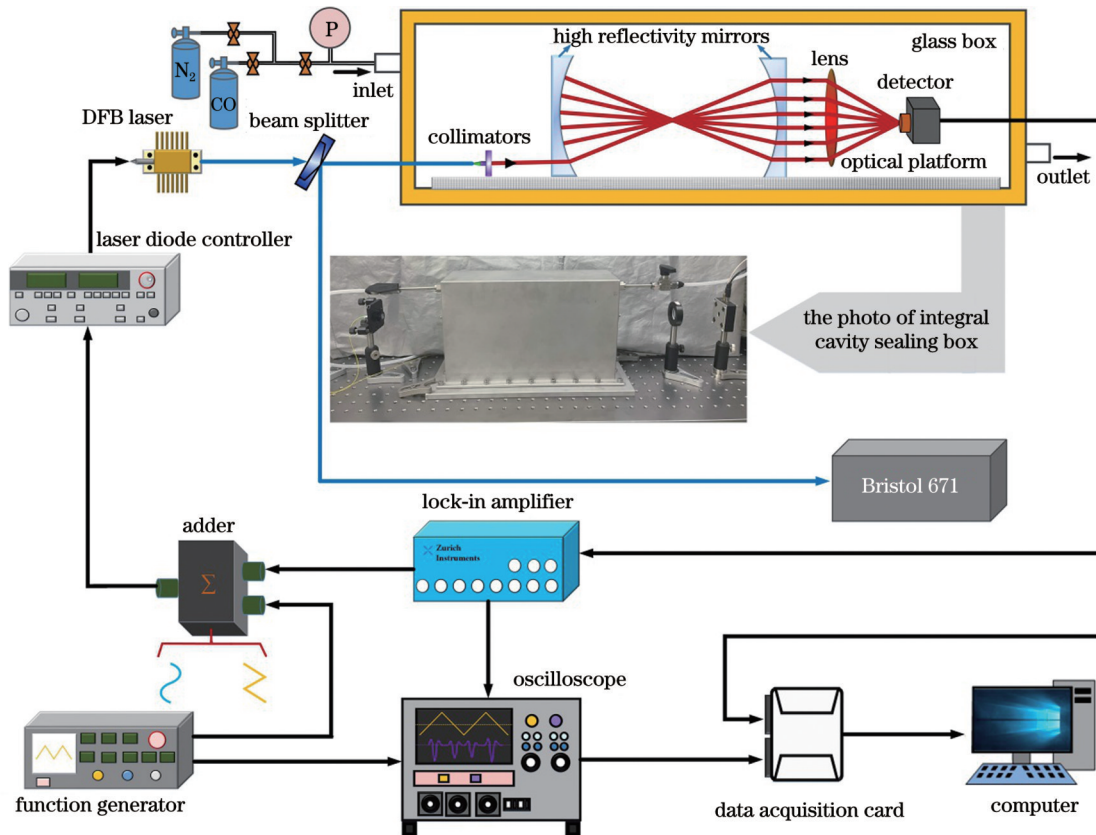 P
high reflectivity mirrors
glass box
lens
N2
CO
inlet
detector
DFB laser
beam splitter
collimators
optical platform
outlet
laser diode controller
the photo of integral
cavity sealing box
Bristol 671
lock-in amplifier
adder
Zurich
Instruments
Σ
oscilloscope
function generator
data acquisition card
computer